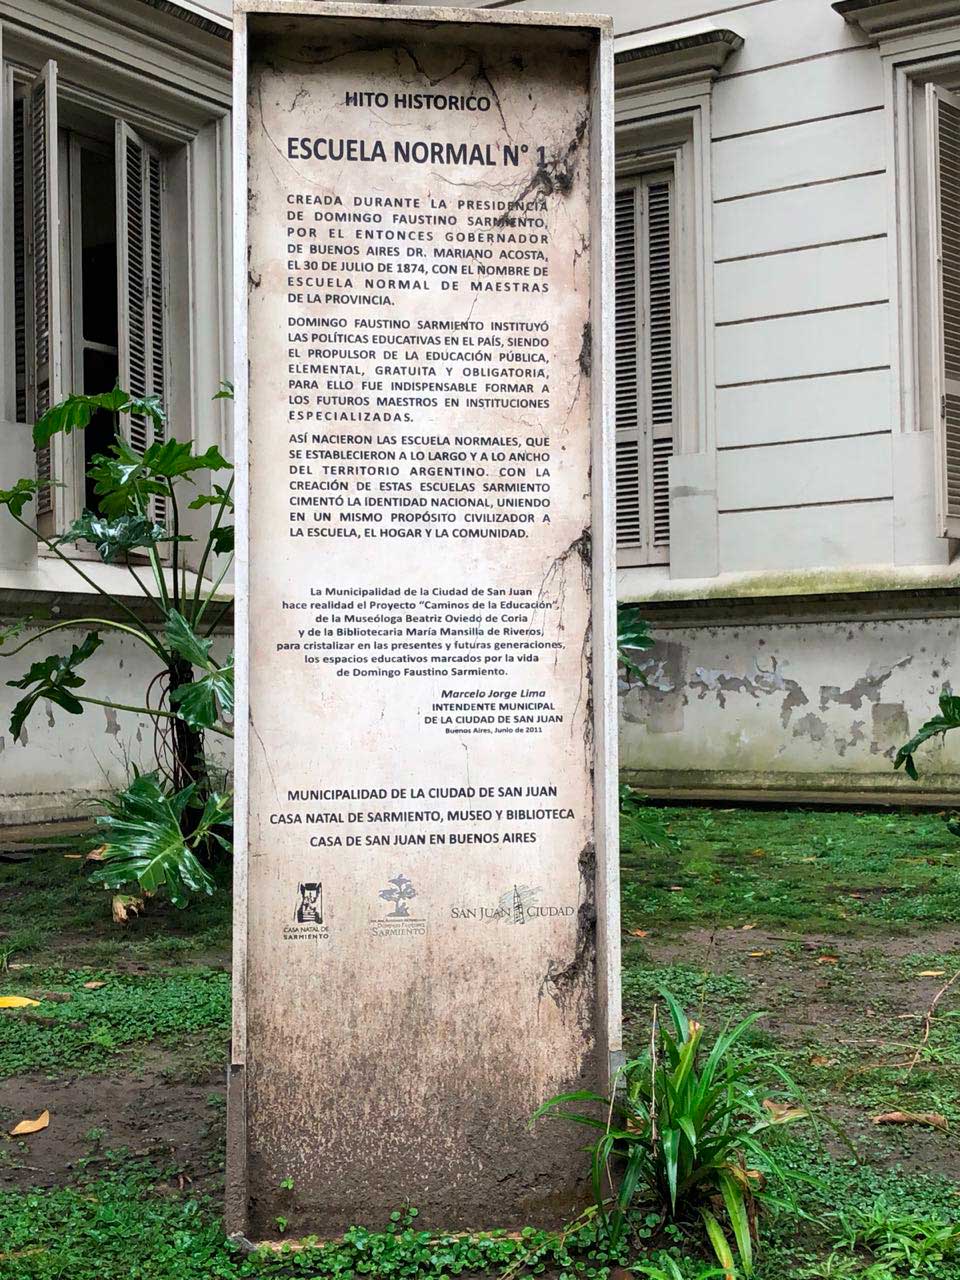 HITO HISTORICO
ESCUELA NORMAL N° 1
CREADA DURANTE LA PRESIDENCIA
DE DOMINGO FAUSTINO SARMIENTO,
POR EL ENTONCES GOBERNADOR
DE BUENOS AIRES DR. MARIANO ACOSTA,
EL 30 DE JULIO DE 1874, CON EL NOMBRE DE
ESCUELA NORMAL DE MAESTRAS
DE LA PROVINCIA.
DOMINGO FAUSTINO SARMIENTO INSTITUYÓ
LAS POLÍTICAS EDUCATIVAS EN EL PAÍS, SIENDO
EL PROPULSOR DE LA EDUCACIÓN PÚBLICA,
ELEMENTAL, GRATUITA Y OBLIGATORIA,
PARA ELLO FUE INDISPENSABLE FORMAR A
LOS FUTUROS MAESTROS EN INSTITUCIONES
ESPECIALIZADAS.
ASÍ NACIERON LAS ESCUELA NORMALES, QUE
SE ESTABLECIERON A LO LARGO Y A LO ANCHO
DEL TERRITORIO ARGENTINO. CON LA
CREACIÓN DE ESTAS ESCUELAS SARMIENTO
CIMENTÓ LA IDENTIDAD NACIONAL, UNIENDO
EN UN MISMO PROPÓSITO CIVILIZADOR A
LA ESCUELA, EL HOGAR Y LA COMUNIDAD.
La Municipalidad de la Ciudad de San Juan
hace realidad el Proyecto "Caminos de la Educación",
de la Museóloga Beatriz Oviedo de Coria
y de la Bibliotecaria María Mansilla de Riveros,
para cristalizar en las presentes y futuras generaciones,
los espacios educativos marcados por la vida
de Domingo Faustino Sarmiento.
Marcelo Jorge Lima
INTENDENTE MUNICIPAL
DE LA CIUDAD DE SAN JUAN
Buenos Aires, Junio de 2011
MUNICIPALIDAD DE LA CIUDAD DE SAN JUAN
CASA NATAL DE SARMIENTO, MUSEO Y BIBLIOTECA
CASA DE SAN JUAN EN BUENOS AIRES
CASA NATAL DE
SARMIENTO
DOMINGO FAUSTINO
SARMIENTO
SAN JUAN CIUDAD